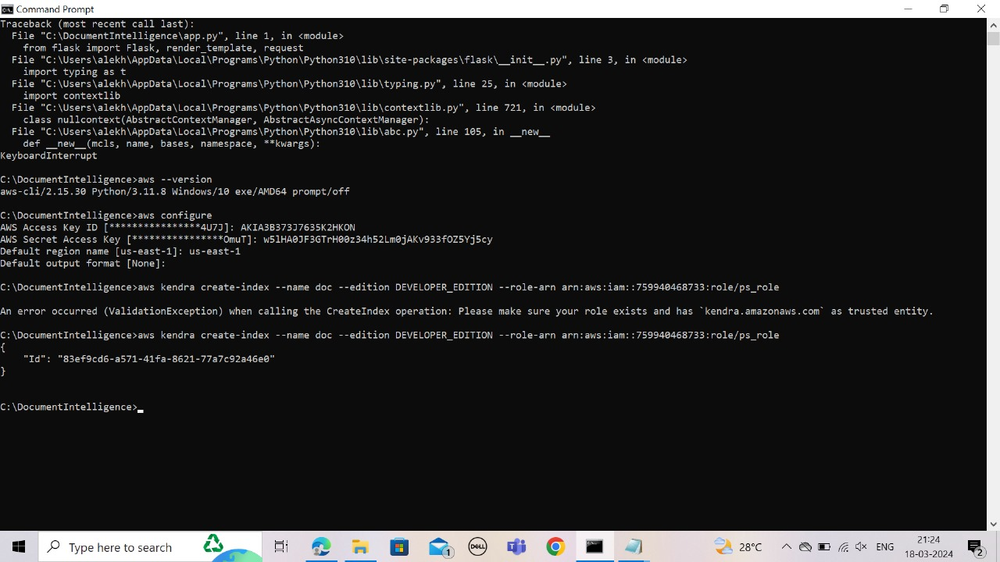 Command Prompt
Traceback (most recent call last):
File "C:\DocumentIntelligence\app.py", line 1, in <module>
from flask import Flask, render_template, request
File "C:\Users\alekh\AppData\Local\Programs\Python\Python310\lib\site-packages\flask\__init__.py", line 3, in <module>
import typing as t
File "C:\Users\alekh\AppData\Local\Programs\Python\Python310\lib\typing.py", line 25, in <module>
import contextlib
File "C:\Users\alekh\AppData\Local\Programs\Python\Python310\lib\contextlib.py", line 721, in <module>
class nullcontext(AbstractContextManager, AbstractAsyncContextManager):
File "C:\Users\alekh\AppData\Local\Programs\Python\Python310\lib\abc.py", line 105, in __new__
def __new__(mcls, name, bases, namespace, **kwargs):
KeyboardInterrupt
C:\DocumentIntelligence>aws --version
aws-cli/2.15.30 Python/3.11.8 Windows/10 exe/AMD64 prompt/off
C:\DocumentIntelligence>aws configure
AWS Access Key ID [****************4U7J]: AKIA3B373J7635K2HKON
AWS Secret Access Key [****************OmuT]:
Default region name [us-east-1]: us-east-1
Default output format [None]:
C:\DocumentIntelligence>aws kendra create-index --name doc --edition DEVELOPER_EDITION --role-arn arn:aws:iam::759940468733:role/ps_role
An error occurred (ValidationException) when calling the CreateIndex operation: Please make sure your role exists and has `kendra.amazonaws.com` as trusted entity.
C:\DocumentIntelligence>aws kendra create-index --name doc --edition DEVELOPER_EDITION --role-arn arn:aws:iam::759940468733:role/ps_role
{
"Id": "83ef9cd6-a571-41fa-8621-77a7c92a46e0"
}
C:\DocumentIntelligence>
Type here to search
1
DELL
28°C
ENG
21:24
18-03-2024
2